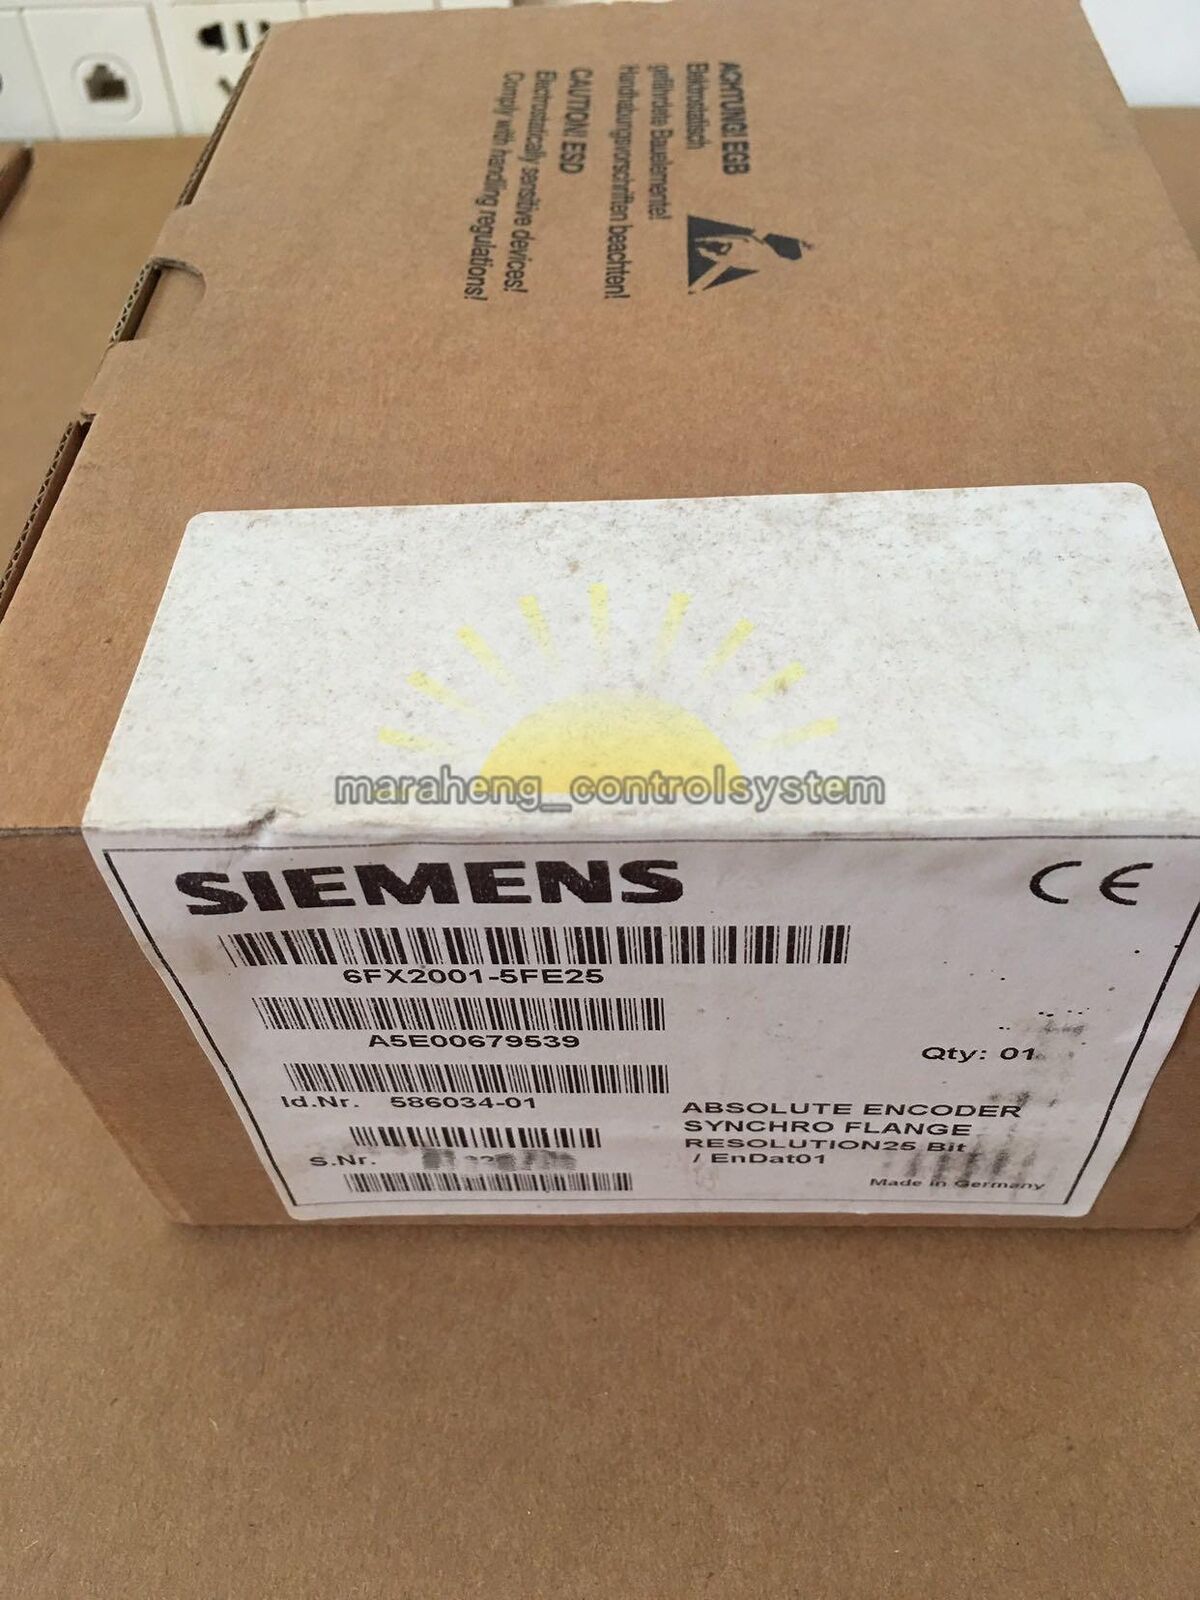 ACHTUNG! EGB
Elektrostatisch
gefährdete Bauelemente!
Handhabungsvorschriften beachten!
CAUTION! ESD
Electrostatically sensitive devices!
Comply with handling regulations!
maraheng_controlsystem
SIEMENS
CE
6FX2001-5FE25
A5E00679539
Qty: 01
Id.Nr. 586034-01
ABSOLUTE ENCODER
SYNCHRO FLANGE
RESOLUTION25 Bit
/ EnDat01
S.Nr.
Made in Germany